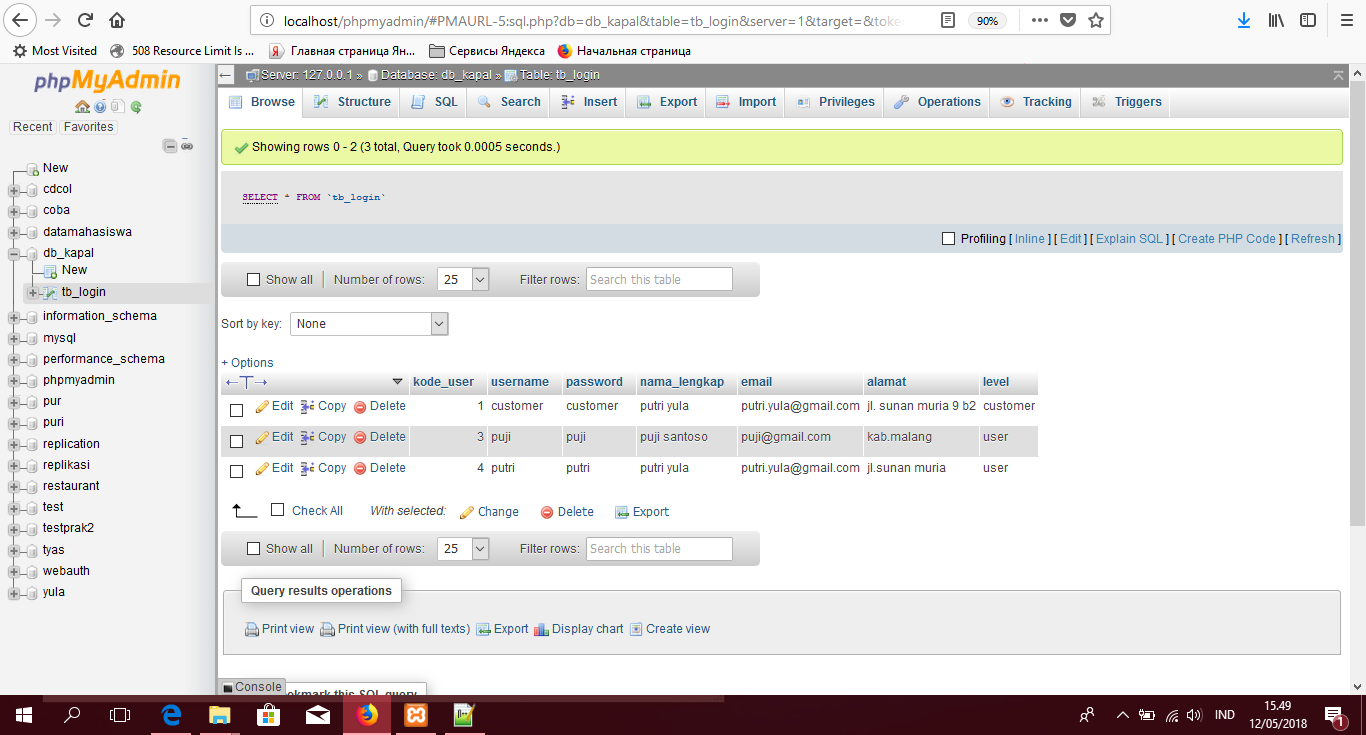 localhost/phpmyadmin/#PMAURL-5:sql.php?db=db_kapal&table=tb_login&server=1&target=&toke
90%
Most Visited 508 Resource Limit Is ... Главная страница Ян... Сервисы Яндекса Начальная страница
phpMyAdmin
Recent Favorites
New
cdcol
coba
datamahasiswa
db_kapal
New
tb_login
information_schema
mysql
performance_schema
phpmyadmin
pur
puri
replication
replikasi
restaurant
test
testprak2
tyas
webauth
yula
Server: 127.0.0.1 » Database: db_kapal » Table: tb_login
Browse Structure SQL Search Insert Export Import Privileges Operations Tracking Triggers
Showing rows 0 - 2 (3 total, Query took 0.0005 seconds.)
SELECT * FROM `tb_login`
Profiling [ Inline ] [ Edit ] [ Explain SQL ] [ Create PHP Code ] [ Refresh ]
Show all Number of rows: 25 Filter rows: Search this table
Sort by key: None
+ Options
kode_user username password nama_lengkap email alamat level
Edit Copy Delete 1 customer customer putri yula putri.yula@gmail.com jl. sunan muria 9 b2 customer
Edit Copy Delete 3 puji puji puji santoso puji@gmail.com kab.malang user
Edit Copy Delete 4 putri putri putri yula putri.yula@gmail.com jl.sunan muria user
Check All With selected: Change Delete Export
Show all Number of rows: 25 Filter rows: Search this table
Query results operations
Print view Print view (with full texts) Export Display chart Create view
Console
okmark this SQL query
IND
15.49
12/05/2018
1